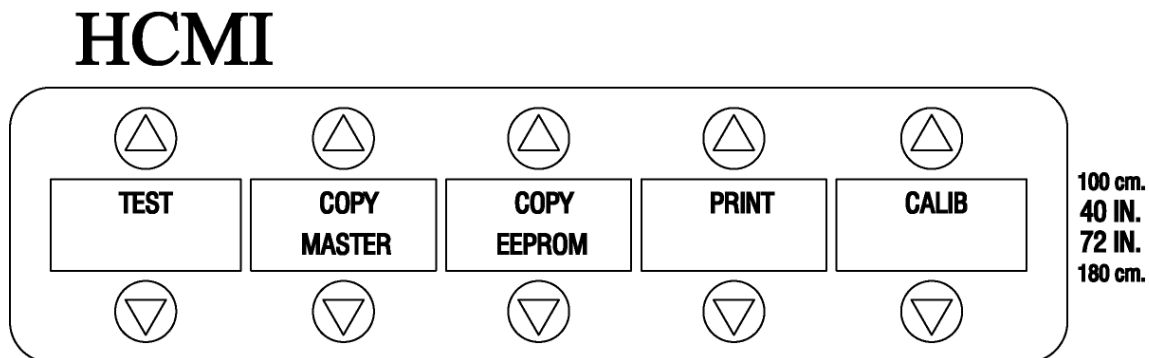 HCMI
TEST
COPY
MASTER
COPY
EEPROM
PRINT
CALIB
100 cm.
40 IN.
72 IN.
180 cm.